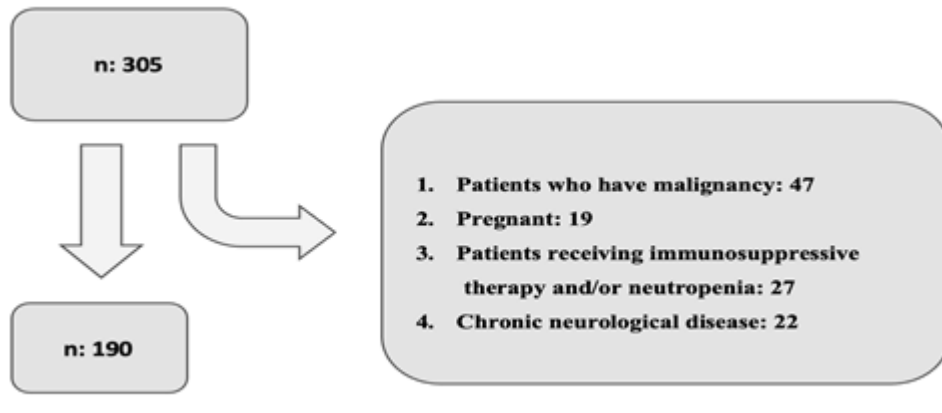 n: 305
1. Patients who have malignancy: 47
2. Pregnant: 19
3. Patients receiving immunosuppressive
therapy and/or neutropenia: 27
4. Chronic neurological disease: 22
n: 190